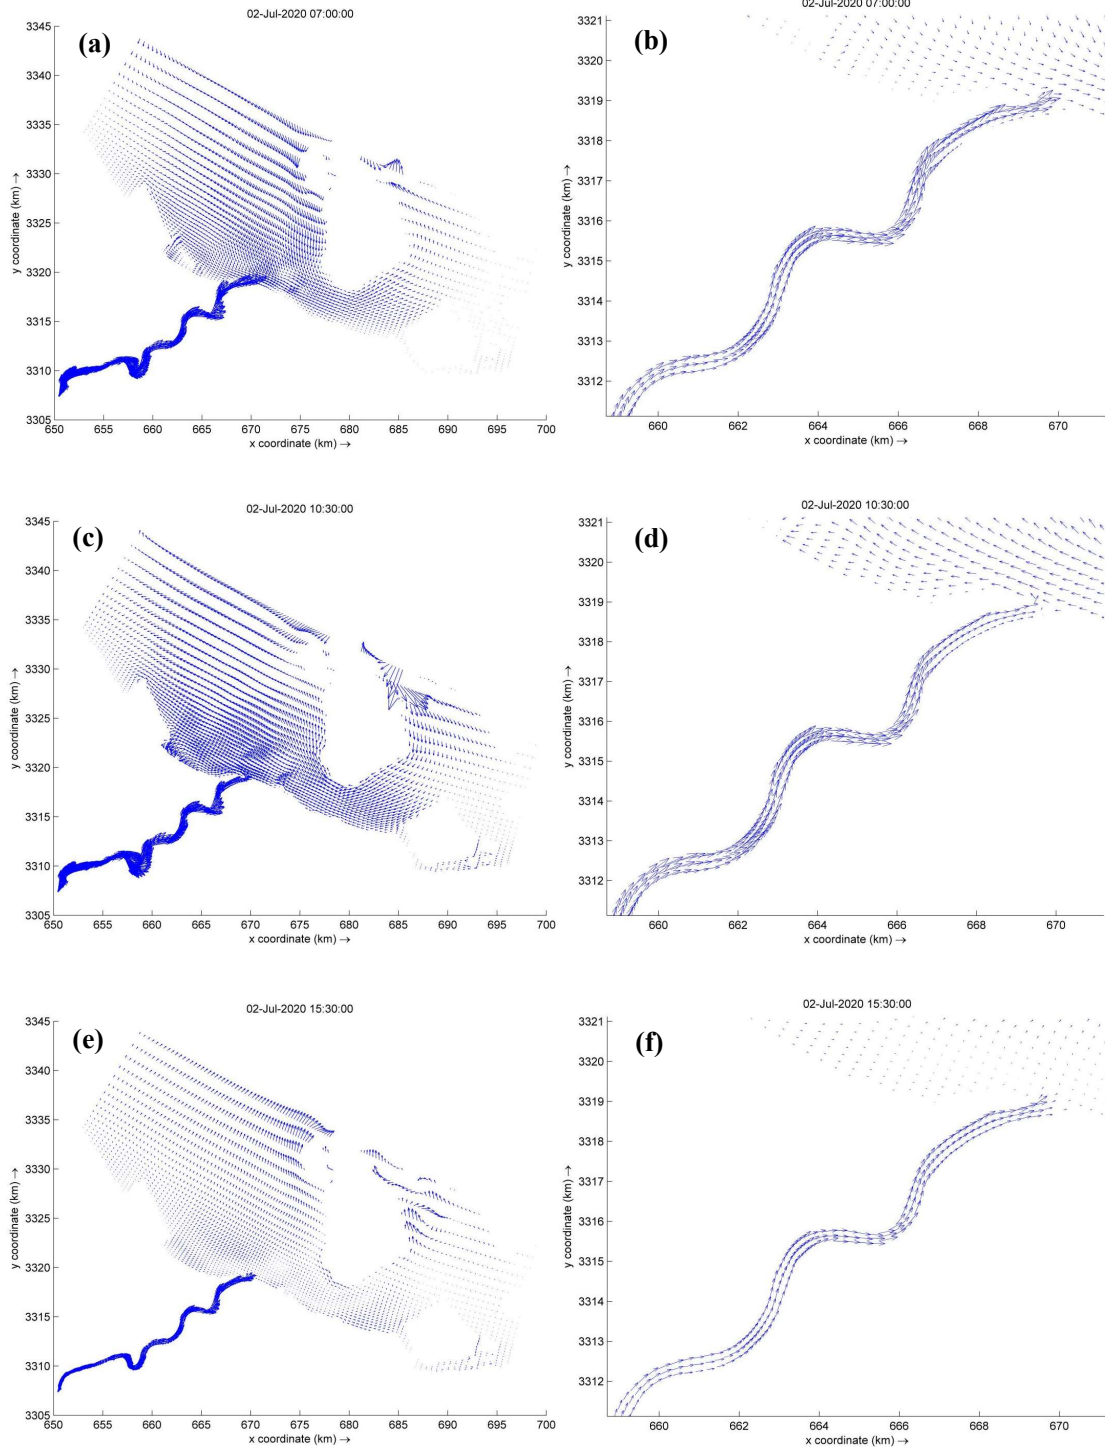 02-Jul-2020 07:00:00
(a)
3345
3340
3335
3330
3325
3320
3315
3310
3305
y coordinate (km) →
650 655 660 665 670 675 680 685 690 695 700
x coordinate (km) →
02-Jul-2020 07:00:00
(b)
3321
3320
3319
3318
3317
3316
3315
3314
3313
3312
y coordinate (km) →
660 662 664 666 668 670
x coordinate (km) →
02-Jul-2020 10:30:00
(c)
3345
3340
3335
3330
3325
3320
3315
3310
3305
y coordinate (km) →
650 655 660 665 670 675 680 685 690 695 700
x coordinate (km) →
02-Jul-2020 10:30:00
(d)
3321
3320
3319
3318
3317
3316
3315
3314
3313
3312
y coordinate (km) →
660 662 664 666 668 670
x coordinate (km) →
02-Jul-2020 15:30:00
(e)
3345
3340
3335
3330
3325
3320
3315
3310
3305
y coordinate (km) →
650 655 660 665 670 675 680 685 690 695 700
x coordinate (km) →
02-Jul-2020 15:30:00
(f)
3321
3320
3319
3318
3317
3316
3315
3314
3313
3312
y coordinate (km) →
660 662 664 666 668 670
x coordinate (km) →